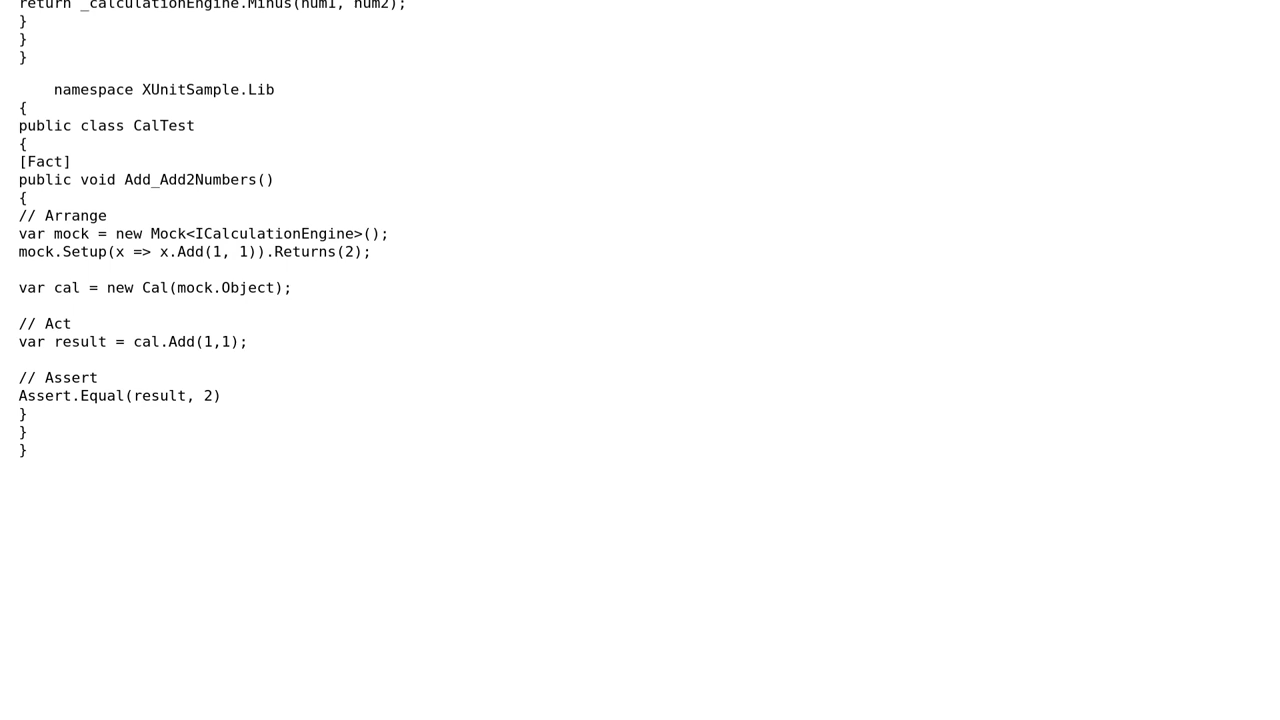 return _calculationEngine.Minus(num1, num2);
}
}
}
namespace XUnitSample.Lib
{
public class CalTest
{
[Fact]
public void Add_Add2Numbers()
{
// Arrange
var mock = new Mock<ICalculationEngine>();
mock.Setup(x => x.Add(1, 1)).Returns(2);
var cal = new Cal(mock.Object);
// Act
var result = cal.Add(1,1);
// Assert
Assert.Equal(result, 2)
}
}
}